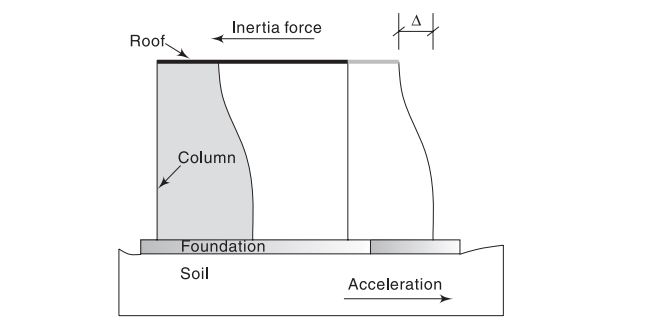 Δ
Inertia force
Roof
Column
Foundation
Soil
Acceleration